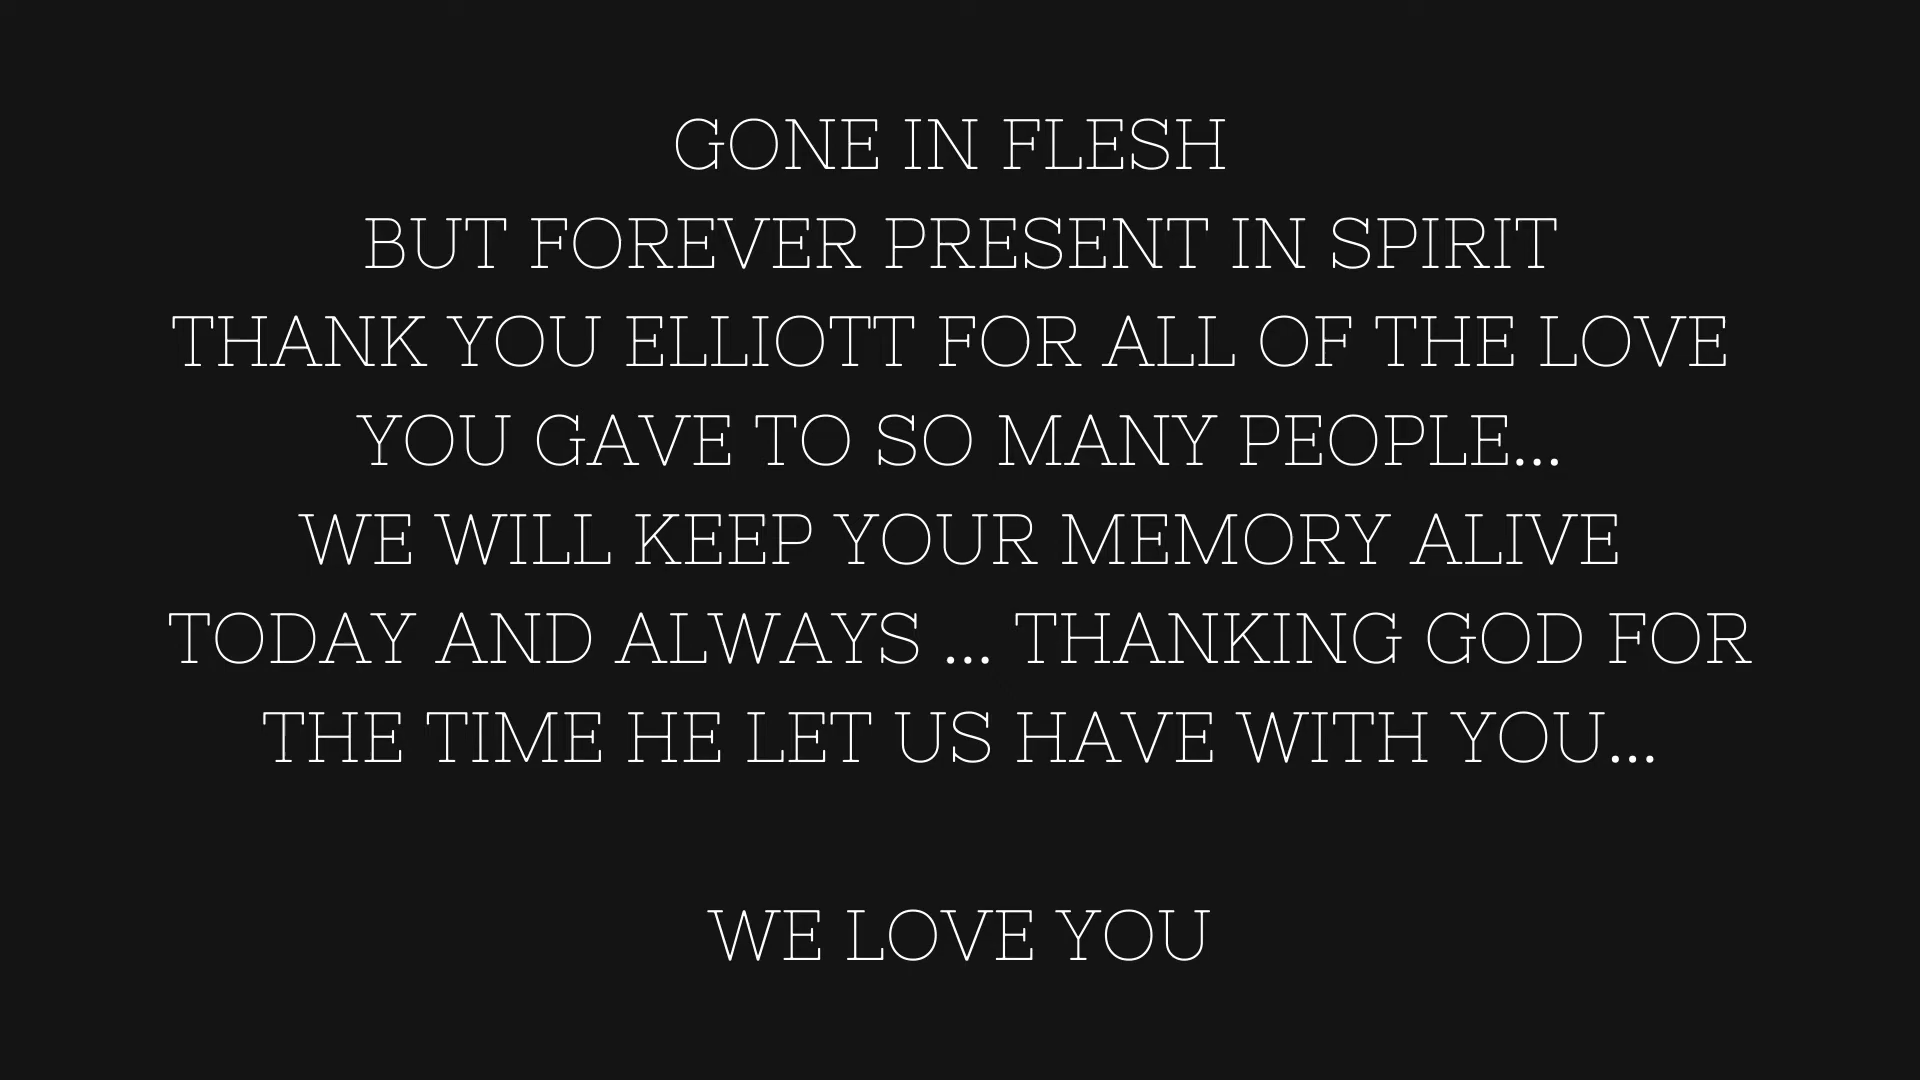 GONE IN FLESH
BUT FOREVER PRESENT IN SPIRIT
THANK YOU ELLIOTT FOR ALL OF THE LOVE
YOU GAVE TO SO MANY PEOPLE...
WE WILL KEEP YOUR MEMORY ALIVE
TODAY AND ALWAYS ... THANKING GOD FOR
THE TIME HE LET US HAVE WITH YOU...
WE LOVE YOU